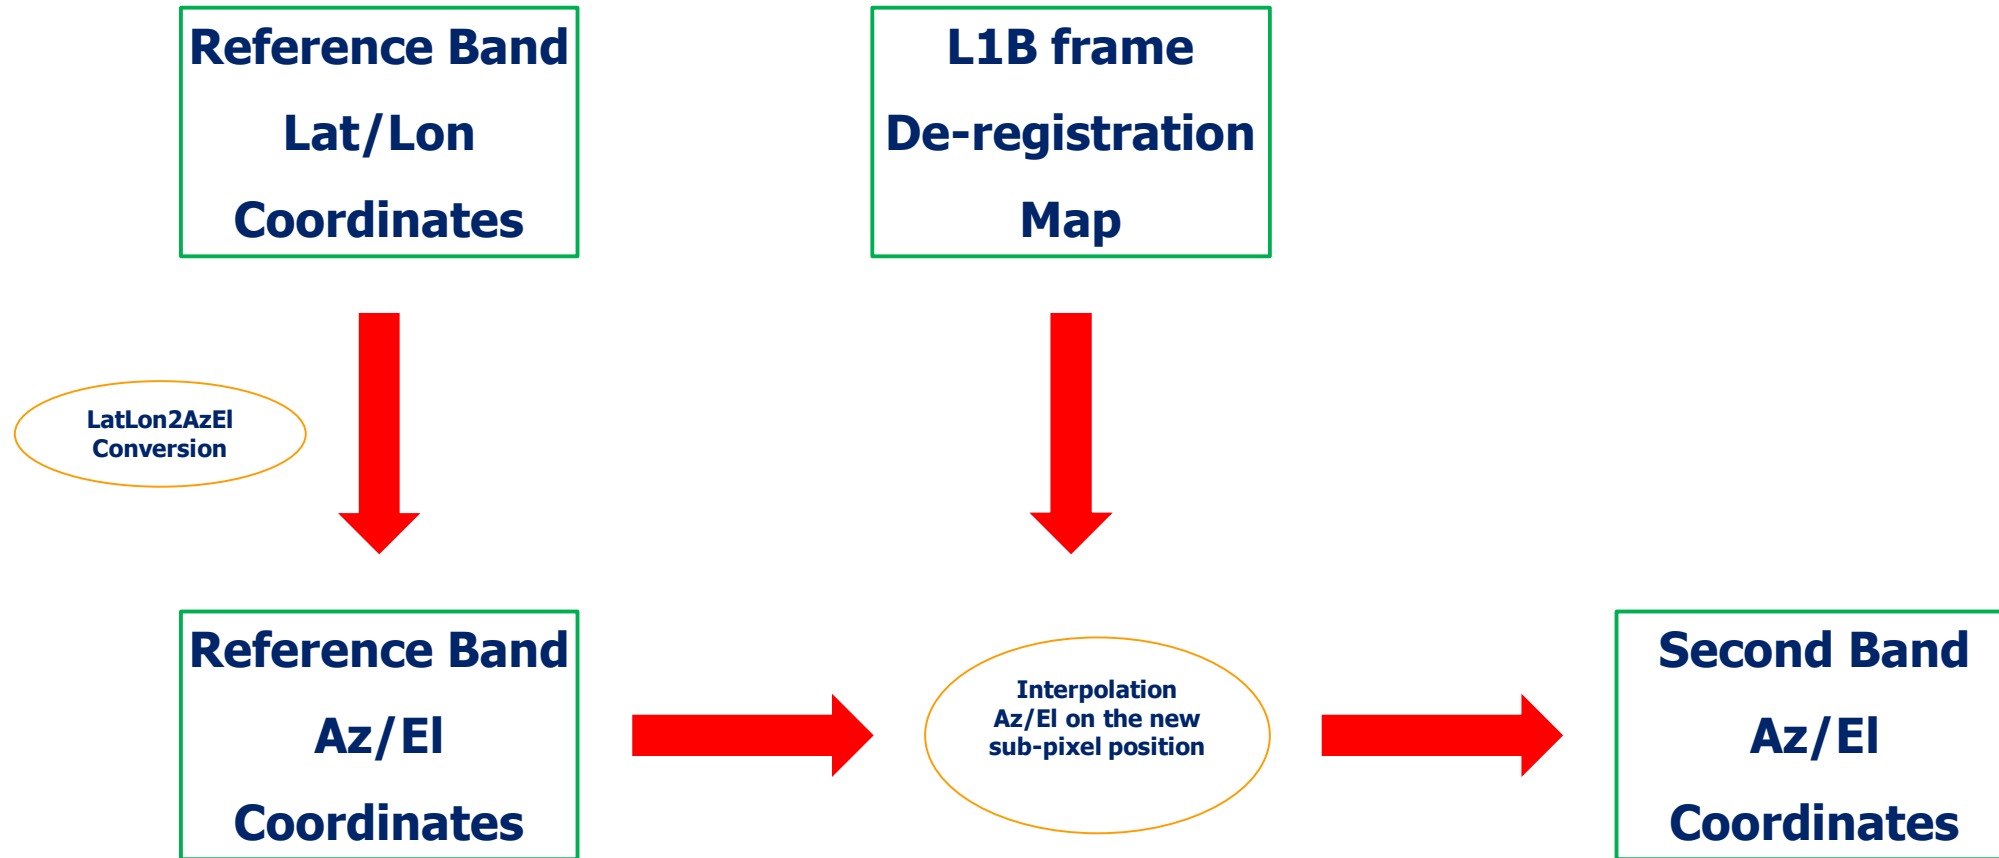 Reference Band
Lat/Lon
Coordinates
L1B frame
De-registration
Map
LatLon2AzEl
Conversion
Reference Band
Az/El
Coordinates
Interpolation
Az/El on the new
sub-pixel position
Second Band
Az/El
Coordinates